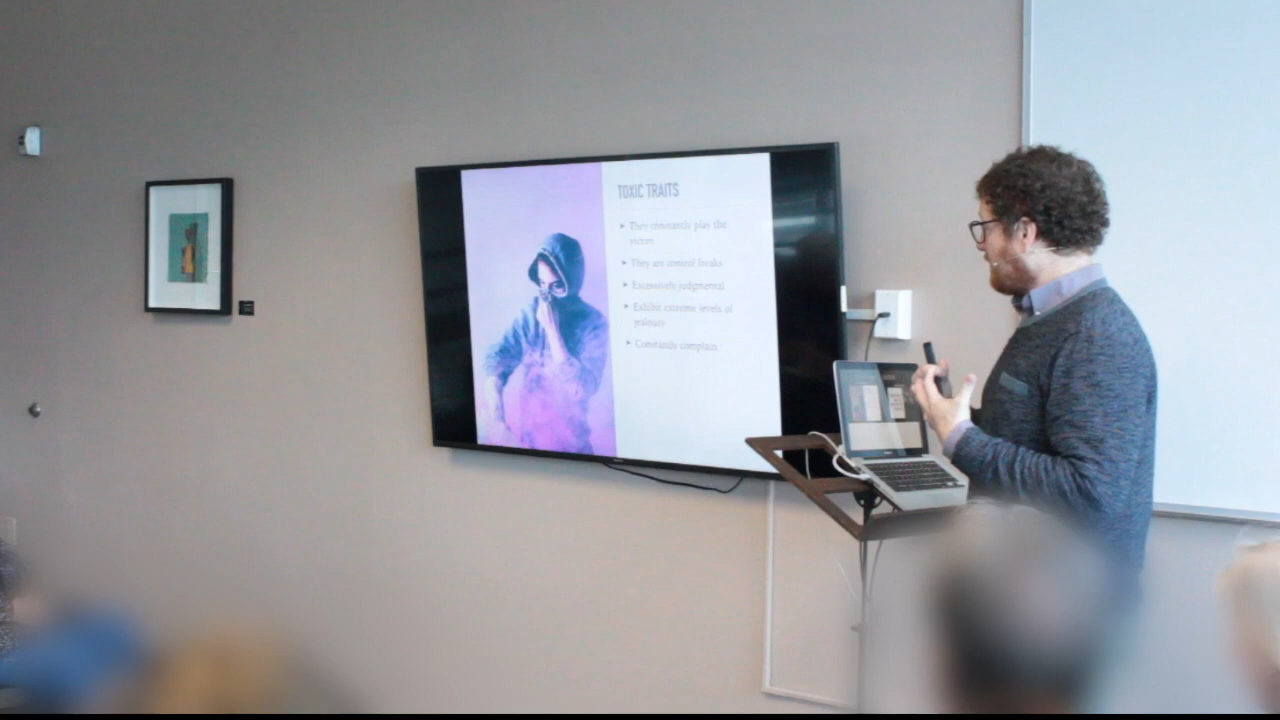 TOXIC TRAITS
➤ They constantly play the
victim
➤ They are control freaks
➤ Excessively judgmental
➤ Exhibit extreme levels of
jealousy
➤ Constantly complain